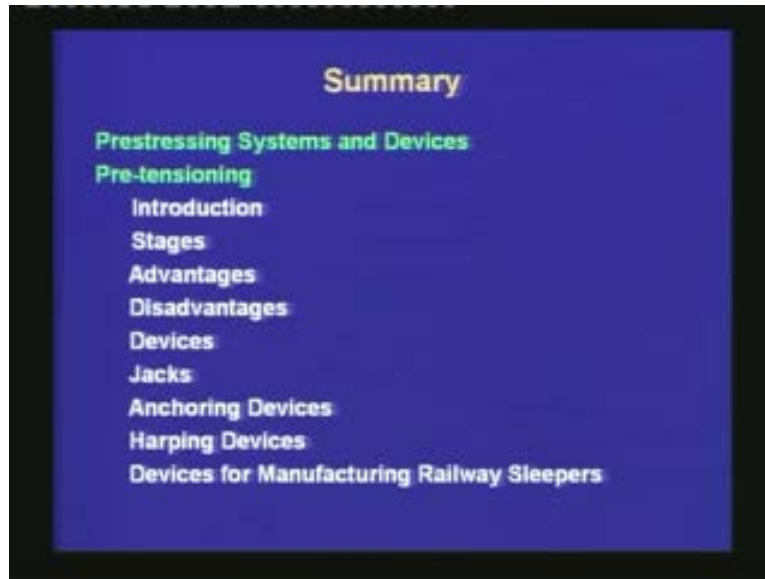 Summary
Prestressing Systems and Devices
Pre-tensioning
Introduction
Stages
Advantages
Disadvantages
Devices
Jacks
Anchoring Devices
Harping Devices
Devices for Manufacturing Railway Sleepers